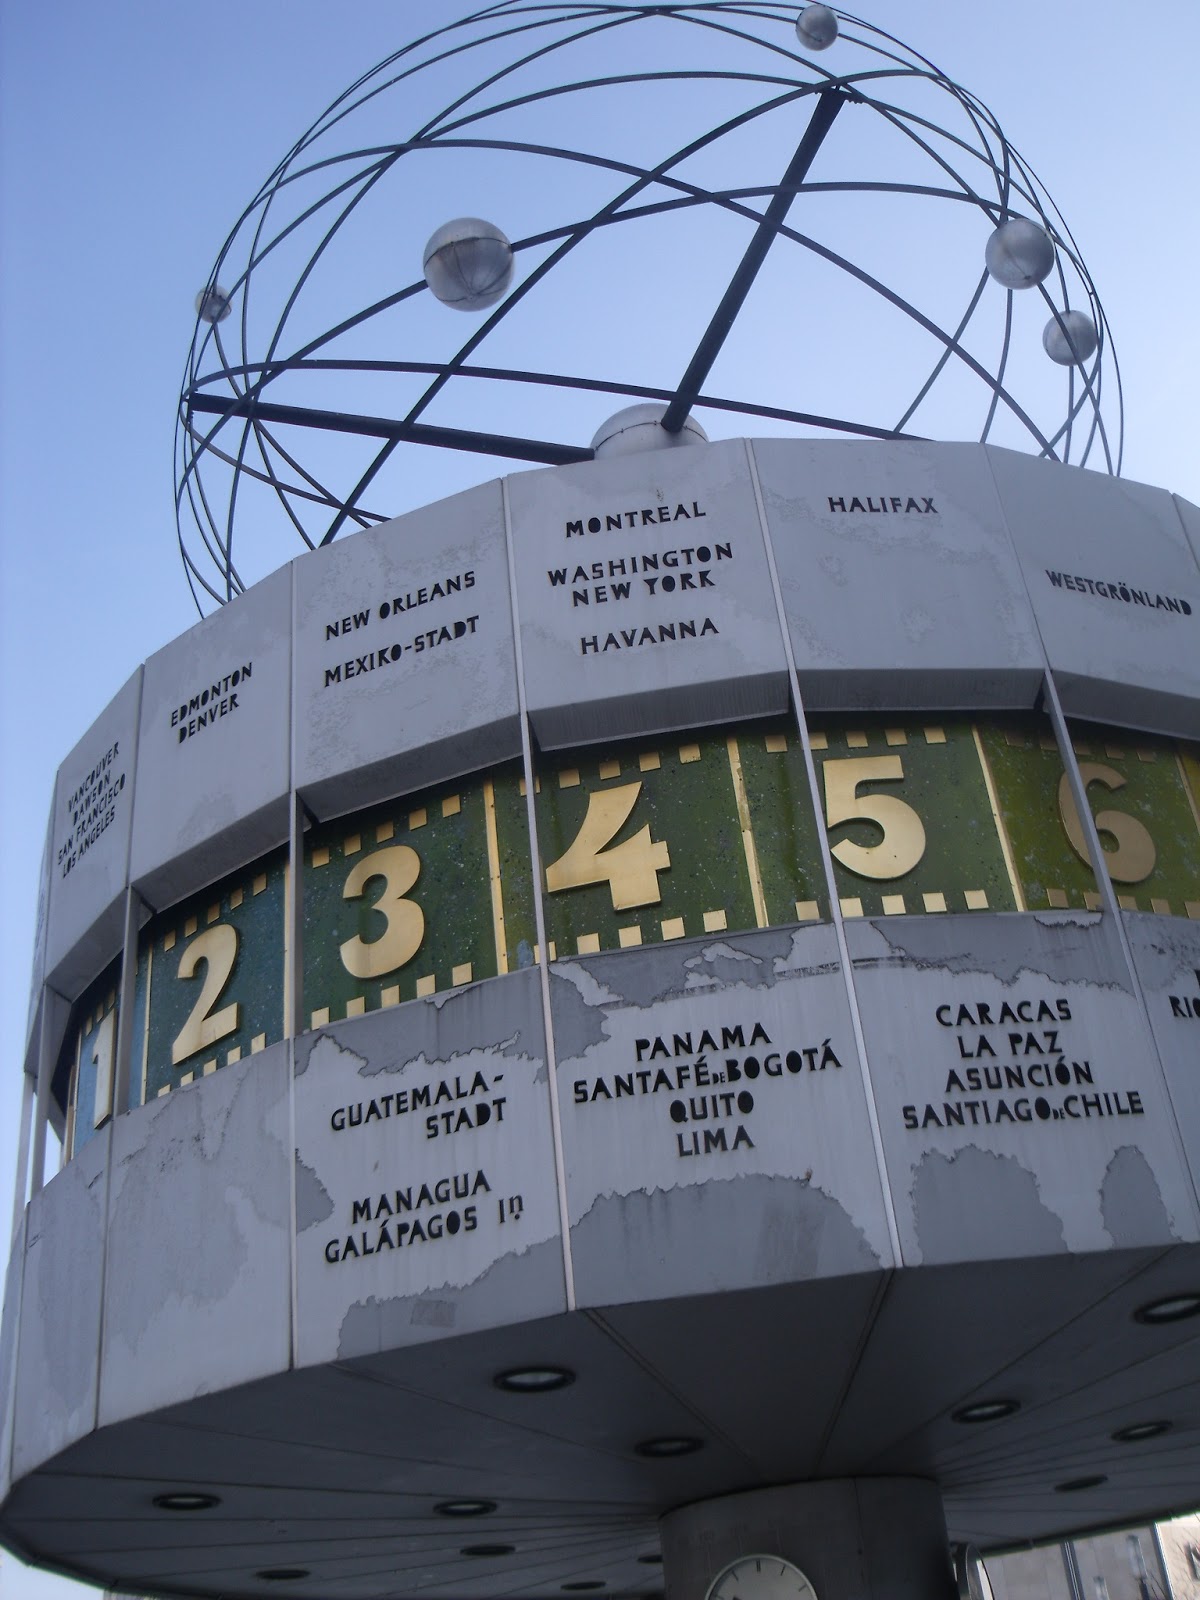 VANCOUVER
DAWSON
SAN FRANCISCO
LOS ANGELES
EDMONTON
DENVER
NEW ORLEANS
MEXIKO-STADT
MONTREAL
WASHINGTON
NEW YORK
HAVANNA
HALIFAX
WESTGRÖNLAND
1
2
3
4
5
6
GUATEMALA-
STADT
MANAGUA
GALÁPAGOS In
PANAMA
SANTAFÉ DE BOGOTÁ
QUITO
LIMA
CARACAS
LA PAZ
ASUNCIÓN
SANTIAGO DE CHILE